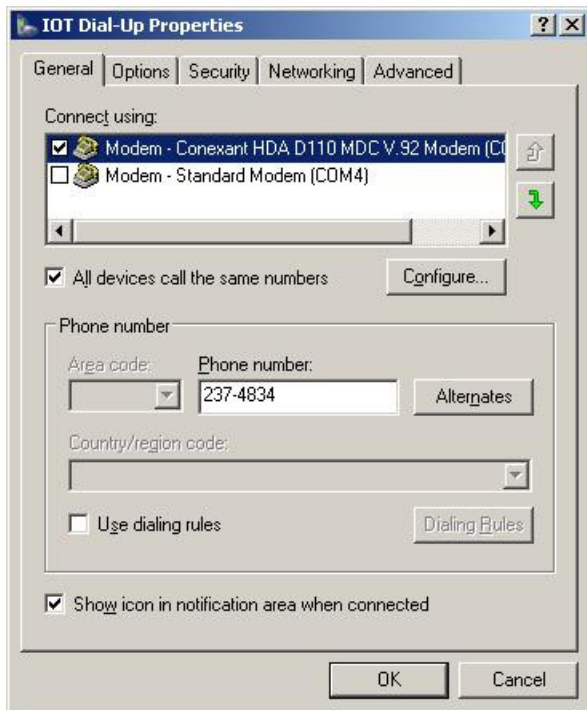 IOT Dial-Up Properties
General Options Security Networking Advanced
Connect using:
Modem - Conexant HDA D110 MDC V.92 Modem (CO
Modem - Standard Modem (COM4)
All devices call the same numbers
Configure...
Phone number
Area code: Phone number:
237-4834
Alternates
Country/region code:
Use dialing rules
Dialing Rules
Show icon in notification area when connected
OK Cancel